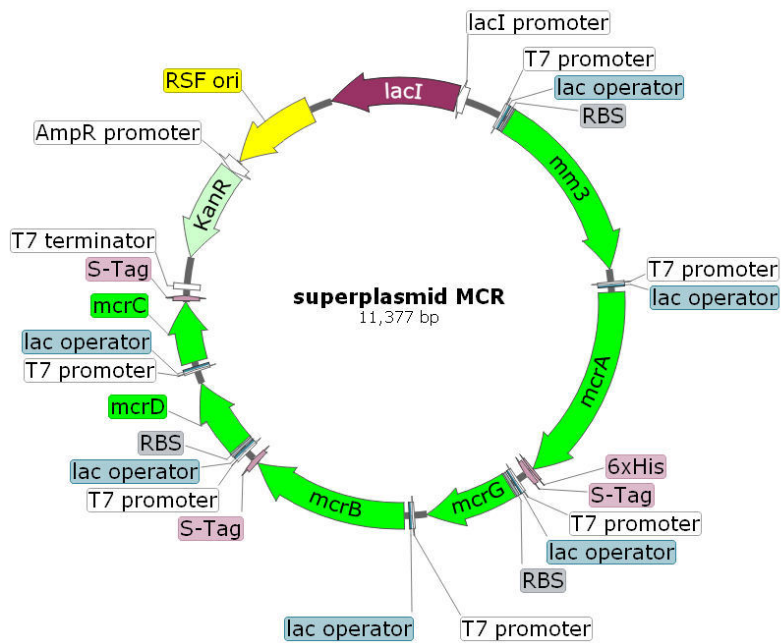 lacI promoter
T7 promoter
lac operator
RBS
mm3
T7 promoter
lac operator
mcrA
6xHis
S-Tag
T7 promoter
lac operator
RBS
mcrG
T7 promoter
lac operator
mcrB
S-Tag
T7 promoter
lac operator
RBS
mcrD
T7 promoter
lac operator
mcrC
S-Tag
T7 terminator
KanR
AmpR promoter
RSF ori
lacI
superplasmid MCR
11,377 bp